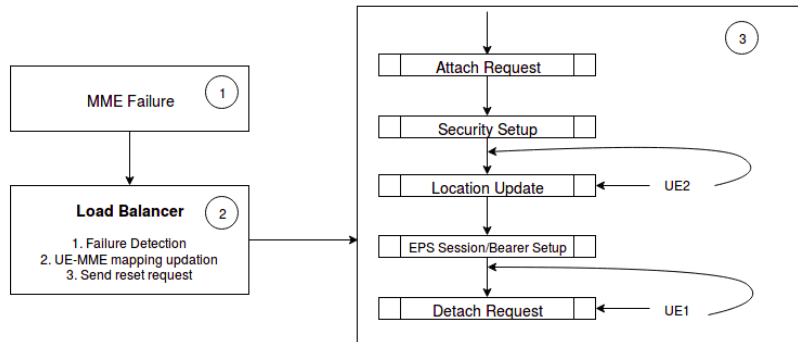 MME Failure
1
Load Balancer
2
1. Failure Detection
2. UE-MME mapping updation
3. Send reset request
3
Attach Request
Security Setup
Location Update
UE2
EPS Session/Bearer Setup
Detach Request
UE1